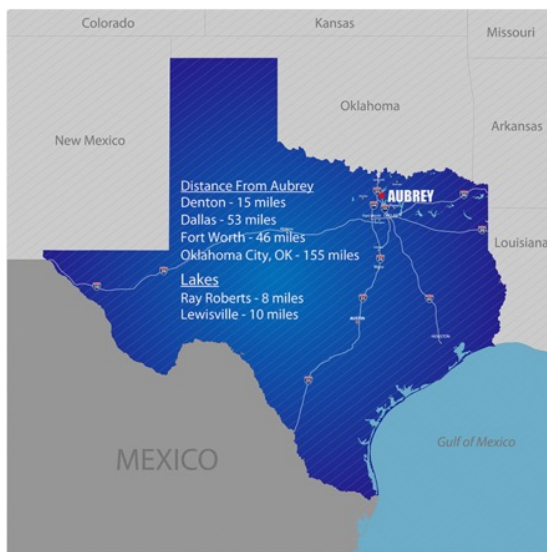 Colorado
Kansas
Missouri
Oklahoma
New Mexico
Arkansas
Distance From Aubrey
Denton - 15 miles
AUBREY
Dallas - 53 miles
Fort Worth - 46 miles
Oklahoma City, OK - 155 miles
Louisiana
Lakes
Ray Roberts - 8 miles
Lewisville - 10 miles
AUSTIN
HOUSTON
Gulf of Mexico
MEXICO